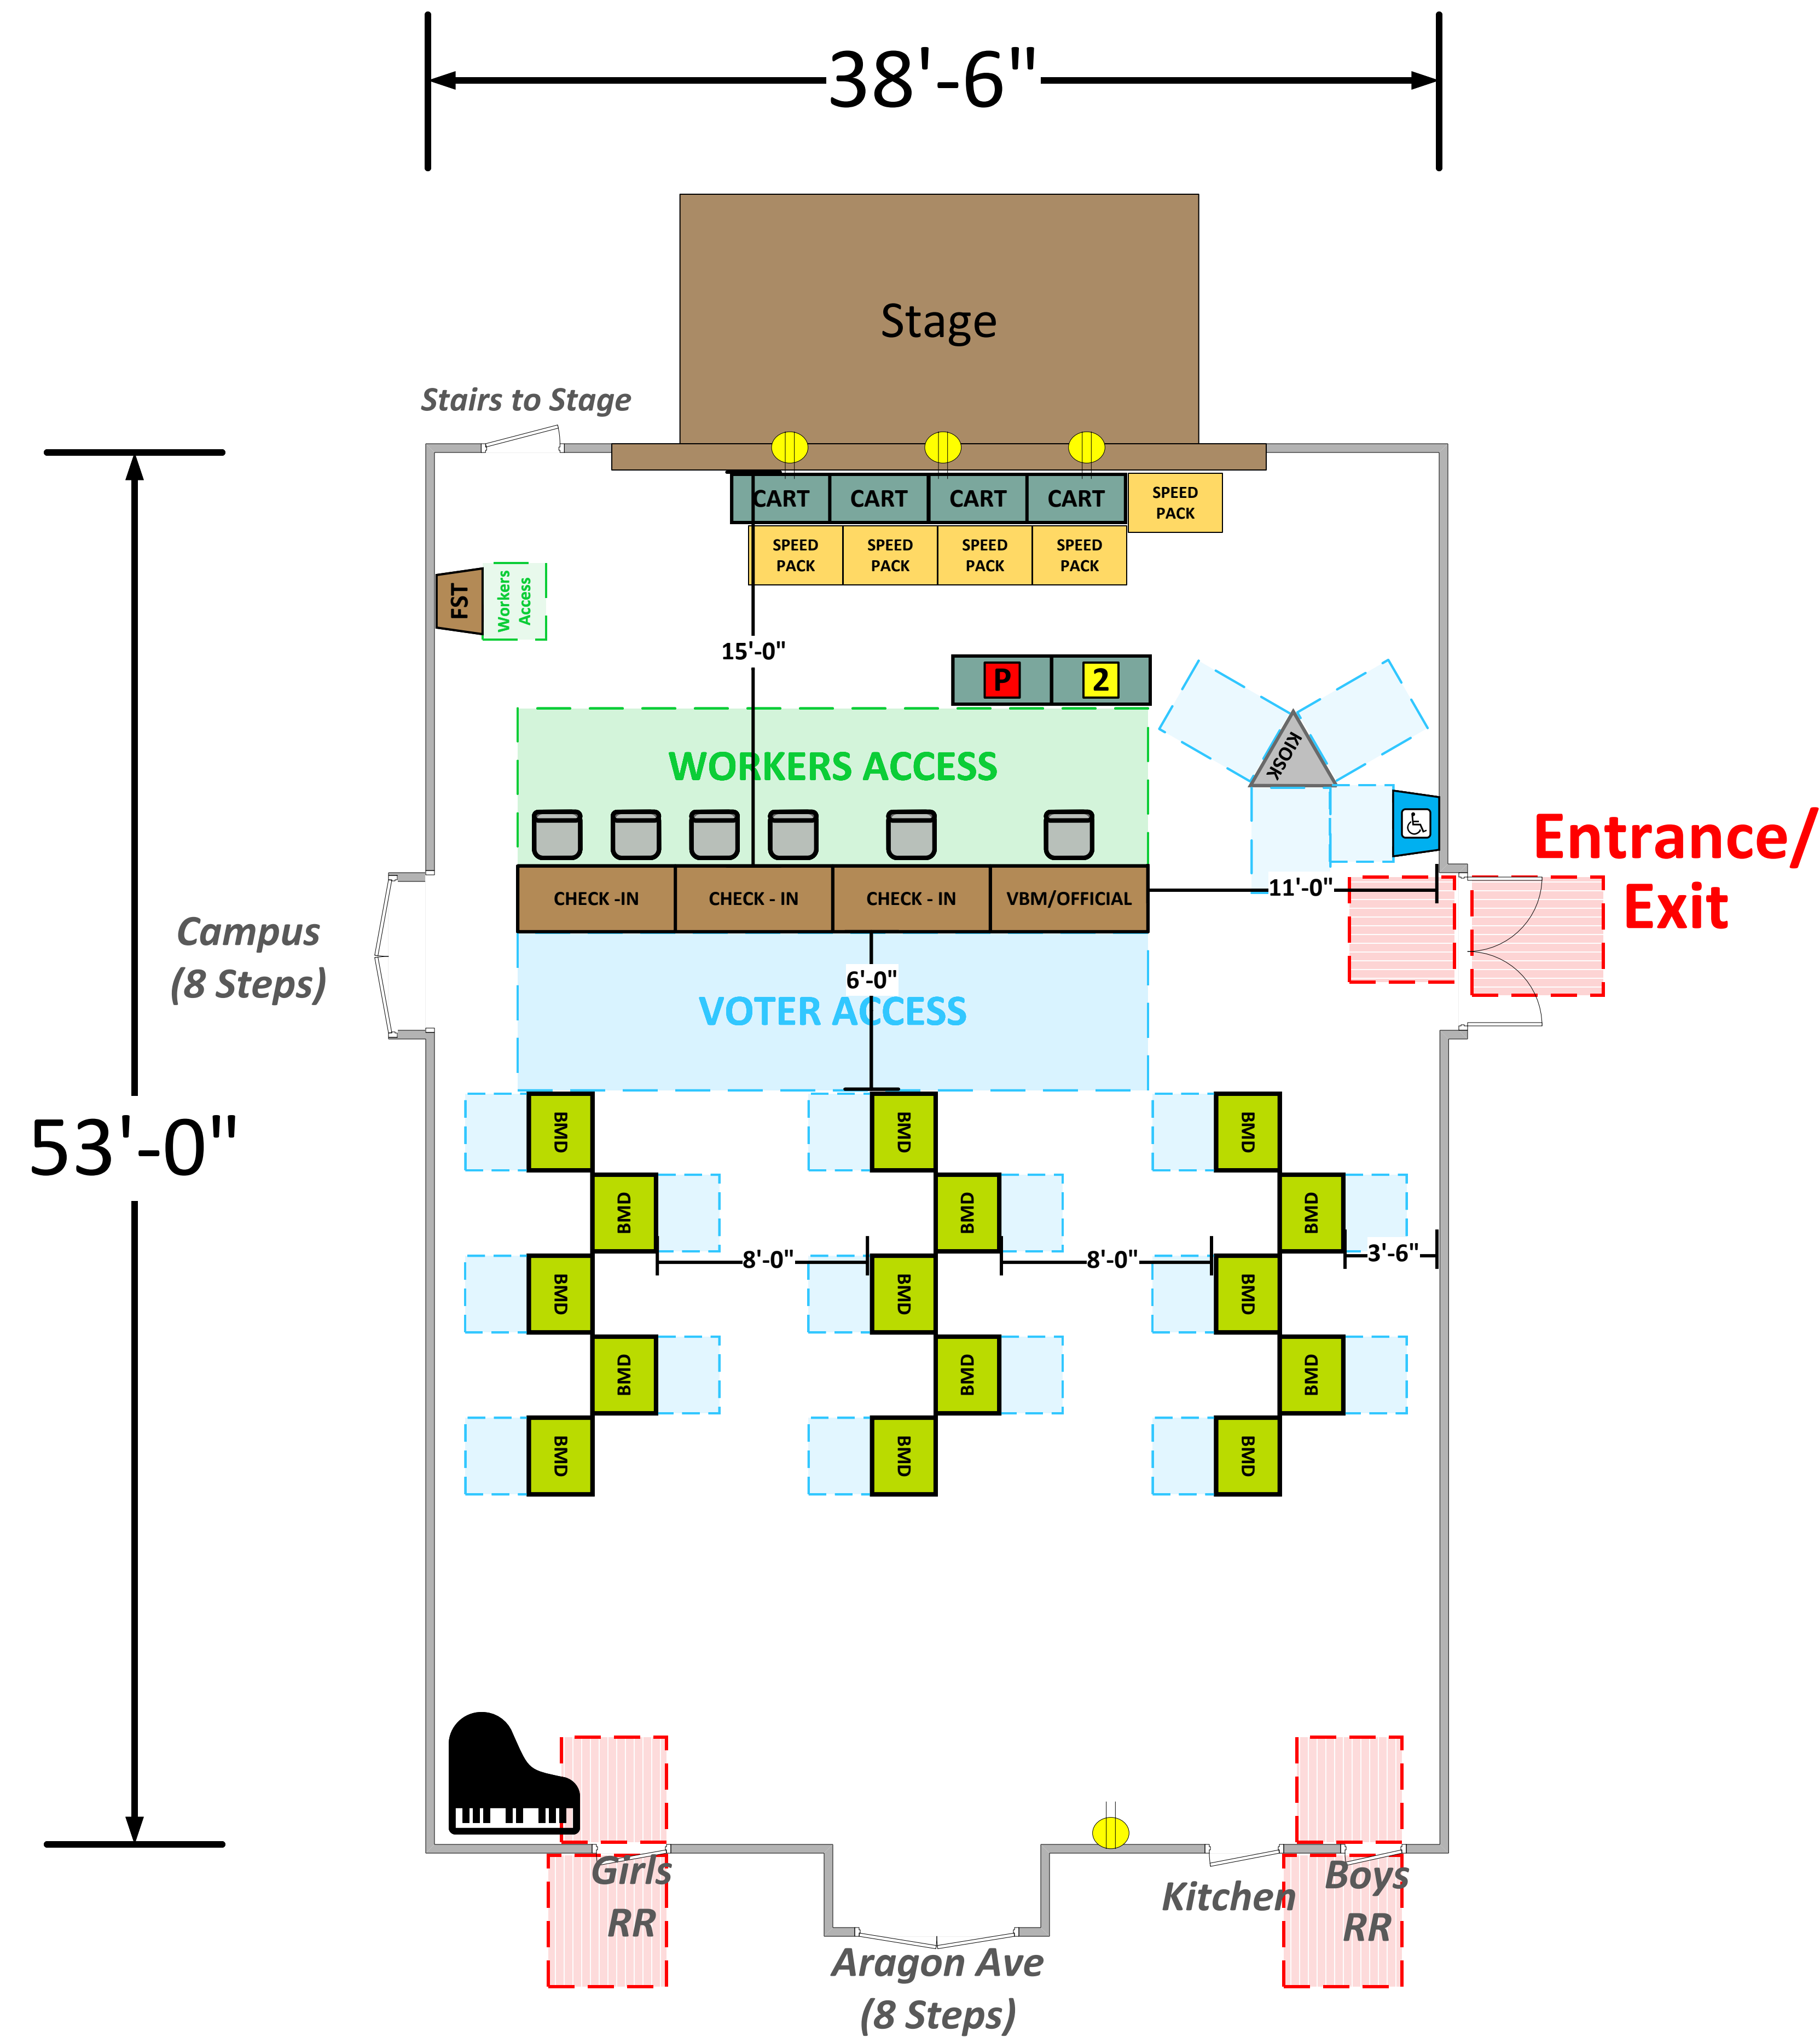 38'-6"
Stage
Stairs to Stage
CART
CART
CART
CART
SPEED
PACK
SPEED
PACK
SPEED
PACK
SPEED
PACK
SPEED
PACK
FST
Workers
Access
15'-0"
P
2
WORKERS ACCESS
KIOSK
Entrance/
Exit
CHECK -IN
CHECK - IN
CHECK - IN
VBM/OFFICIAL
11'-0"
Campus
(8 Steps)
6'-0"
VOTER ACCESS
53'-0"
BMD
BMD
BMD
BMD
BMD
BMD
8'-0"
8'-0"
3'-6"
BMD
BMD
BMD
BMD
BMD
BMD
BMD
BMD
BMD
Girls
RR
Kitchen
Boys
RR
Aragon Ave
(8 Steps)